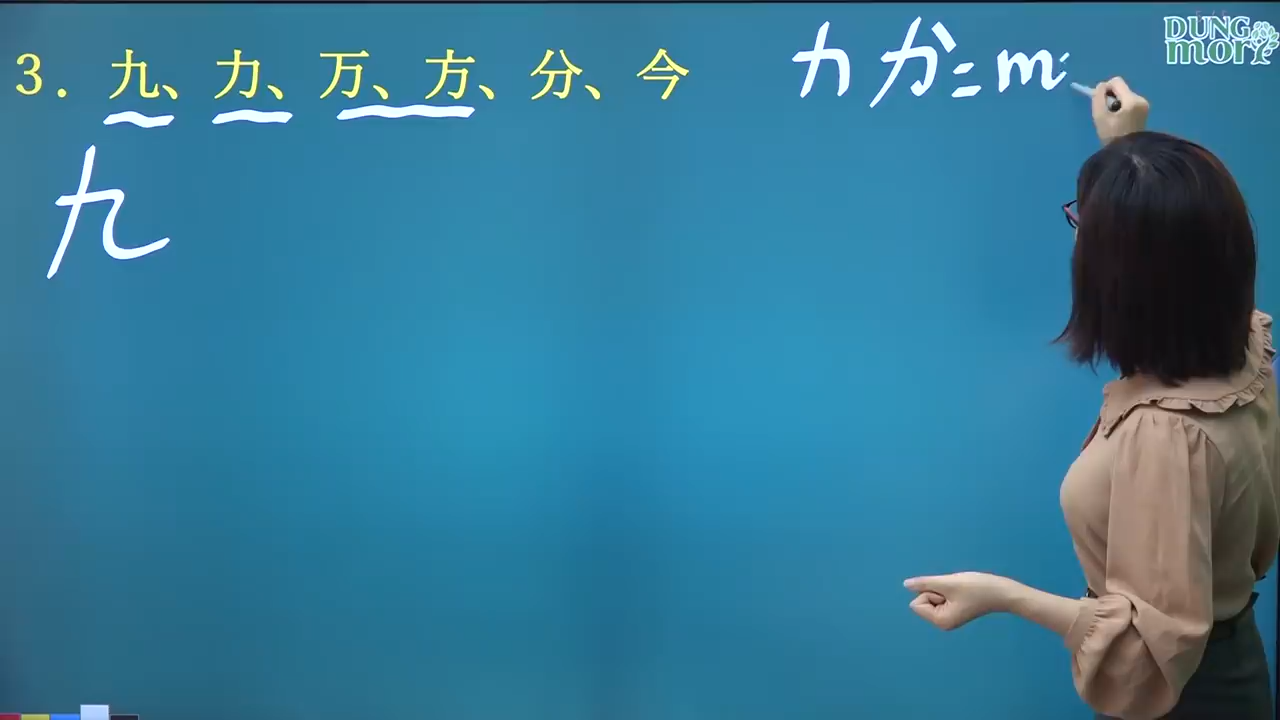 3. 九、力、万、方、分、今
カ か = m
九
DUNG
mori